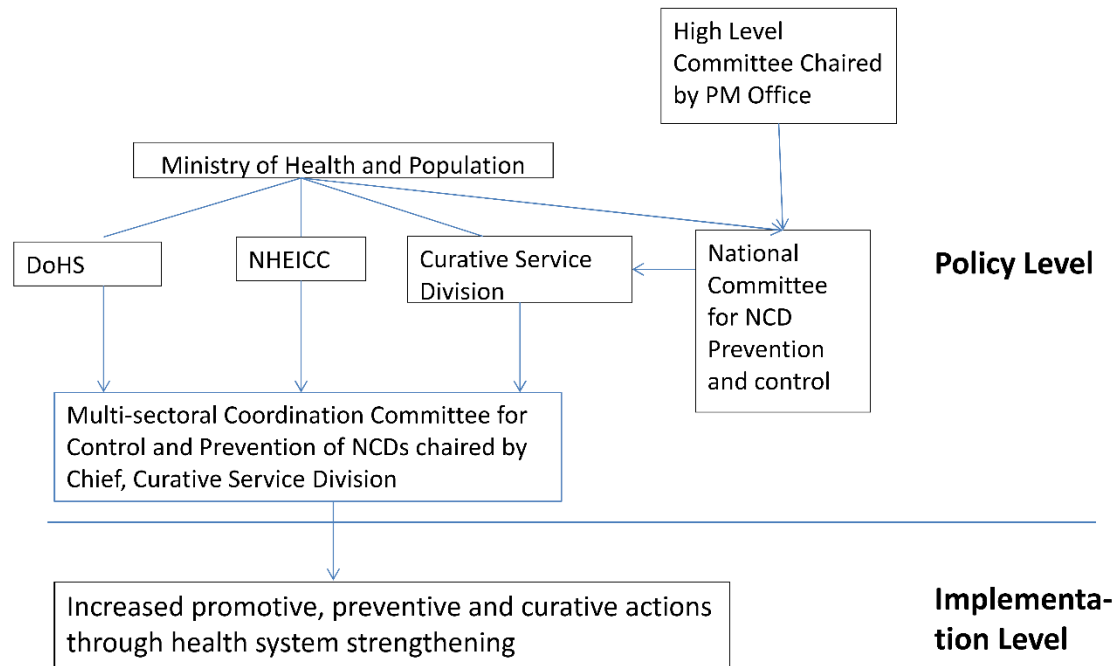 High Level
Committee Chaired
by PM Office
Ministry of Health and Population
DoHS
NHEICC
Curative Service
Division
National
Committee
for NCD
Prevention
and control
Policy Level
Multi-sectoral Coordination Committee for
Control and Prevention of NCDs chaired by
Chief, Curative Service Division
Increased promotive, preventive and curative actions
through health system strengthening
Implementa-
tion Level